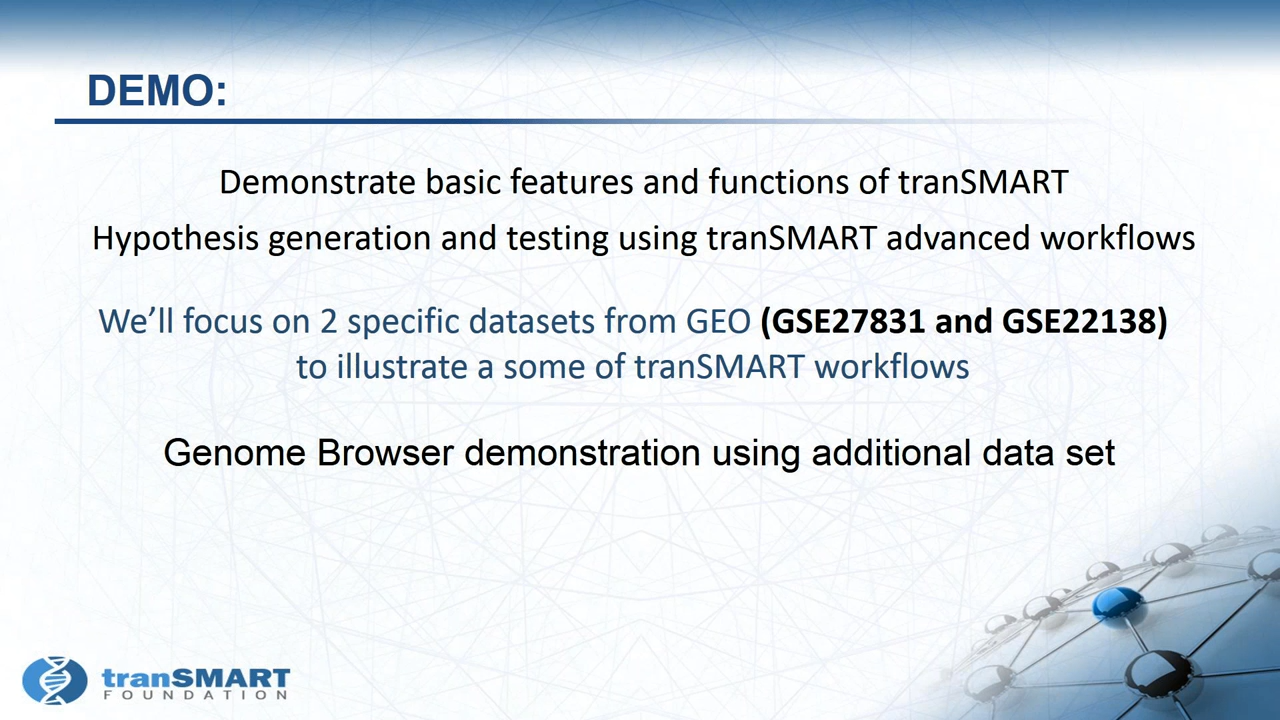 DEMO:
Demonstrate basic features and functions of tranSMART
Hypothesis generation and testing using tranSMART advanced workflows
We’ll focus on 2 specific datasets from GEO (GSE27831 and GSE22138)
to illustrate a some of tranSMART workflows
Genome Browser demonstration using additional data set
tranSMART
FOUNDATION